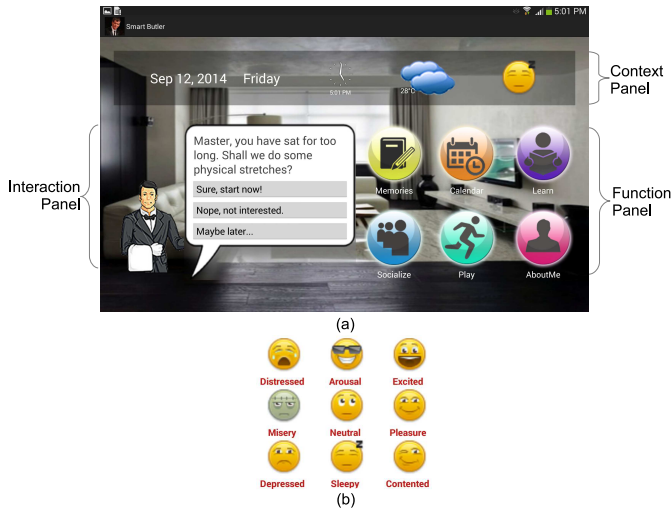 5:01 PM
Smart Butler
Sep 12, 2014 Friday
5:01 PM
28°C
z
Context
Panel
Master, you have sat for too
long. Shall we do some
physical stretches?
Sure, start now!
Nope, not interested.
Maybe later...
Interaction
Panel
Memories
Calendar
Learn
Socialize
Play
AboutMe
Function
Panel
(a)
Distressed
Arousal
Excited
Misery
Neutral
Pleasure
z
Depressed
Sleepy
Contented
(b)